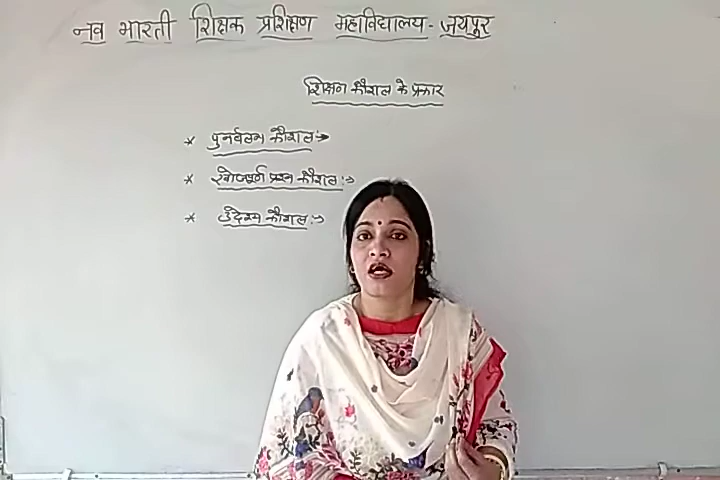 नव भारती शिक्षक प्रशिक्षण महाविद्यालय - जयपुर
शिक्षण कौशल के प्रकार
* पुनर्बलन कौशल :→
* खोजपूर्ण प्रश्न कौशल :→
* उद्देश्य कौशल :→